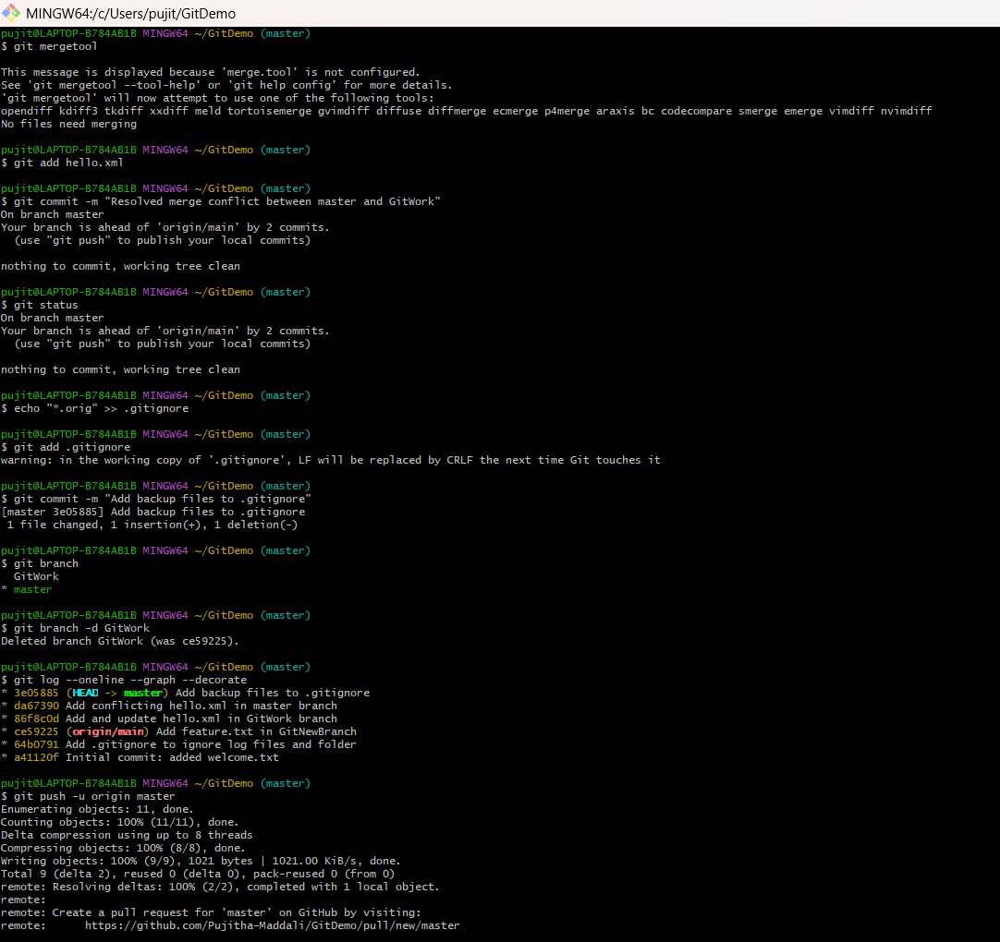 MINGW64:/c/Users/pujit/GitDemo
pujit@LAPTOP-B784AB1B MINGW64 ~/GitDemo (master)
$ git mergetool
This message is displayed because 'merge.tool' is not configured.
See 'git mergetool --tool-help' or 'git help config' for more details.
'git mergetool' will now attempt to use one of the following tools:
opendiff kdiff3 tkdiff xxdiff meld tortoisemerge gvimdiff diffuse diffmerge ecmerge p4merge araxis bc codecompare smerge emerge vimdiff nvimdiff
No files need merging
pujit@LAPTOP-B784AB1B MINGW64 ~/GitDemo (master)
$ git add hello.xml
pujit@LAPTOP-B784AB1B MINGW64 ~/GitDemo (master)
$ git commit -m "Resolved merge conflict between master and GitWork"
On branch master
Your branch is ahead of 'origin/main' by 2 commits.
  (use "git push" to publish your local commits)
nothing to commit, working tree clean
pujit@LAPTOP-B784AB1B MINGW64 ~/GitDemo (master)
$ git status
On branch master
Your branch is ahead of 'origin/main' by 2 commits.
  (use "git push" to publish your local commits)
nothing to commit, working tree clean
pujit@LAPTOP-B784AB1B MINGW64 ~/GitDemo (master)
$ echo "*.orig" >> .gitignore
pujit@LAPTOP-B784AB1B MINGW64 ~/GitDemo (master)
$ git add .gitignore
warning: in the working copy of '.gitignore', LF will be replaced by CRLF the next time Git touches it
pujit@LAPTOP-B784AB1B MINGW64 ~/GitDemo (master)
$ git commit -m "Add backup files to .gitignore"
[master 3e05885] Add backup files to .gitignore
 1 file changed, 1 insertion(+), 1 deletion(-)
pujit@LAPTOP-B784AB1B MINGW64 ~/GitDemo (master)
$ git branch
  GitWork
* master
pujit@LAPTOP-B784AB1B MINGW64 ~/GitDemo (master)
$ git branch -d GitWork
Deleted branch GitWork (was ce59225).
pujit@LAPTOP-B784AB1B MINGW64 ~/GitDemo (master)
$ git log --oneline --graph --decorate
* 3e05885 (HEAD -> master) Add backup files to .gitignore
* da67390 Add conflicting hello.xml in master branch
* 86f8c0d Add and update hello.xml in GitWork branch
* ce59225 (origin/main) Add feature.txt in GitNewBranch
* 64b0791 Add .gitignore to ignore log files and folder
* a41120f Initial commit: added welcome.txt
pujit@LAPTOP-B784AB1B MINGW64 ~/GitDemo (master)
$ git push -u origin master
Enumerating objects: 11, done.
Counting objects: 100% (11/11), done.
Delta compression using up to 8 threads
Compressing objects: 100% (8/8), done.
Writing objects: 100% (9/9), 1021 bytes | 1021.00 KiB/s, done.
Total 9 (delta 2), reused 0 (delta 0), pack-reused 0 (from 0)
remote: Resolving deltas: 100% (2/2), completed with 1 local object.
remote:
remote: Create a pull request for 'master' on GitHub by visiting:
remote:      https://github.com/Pujitha-Maddali/GitDemo/pull/new/master